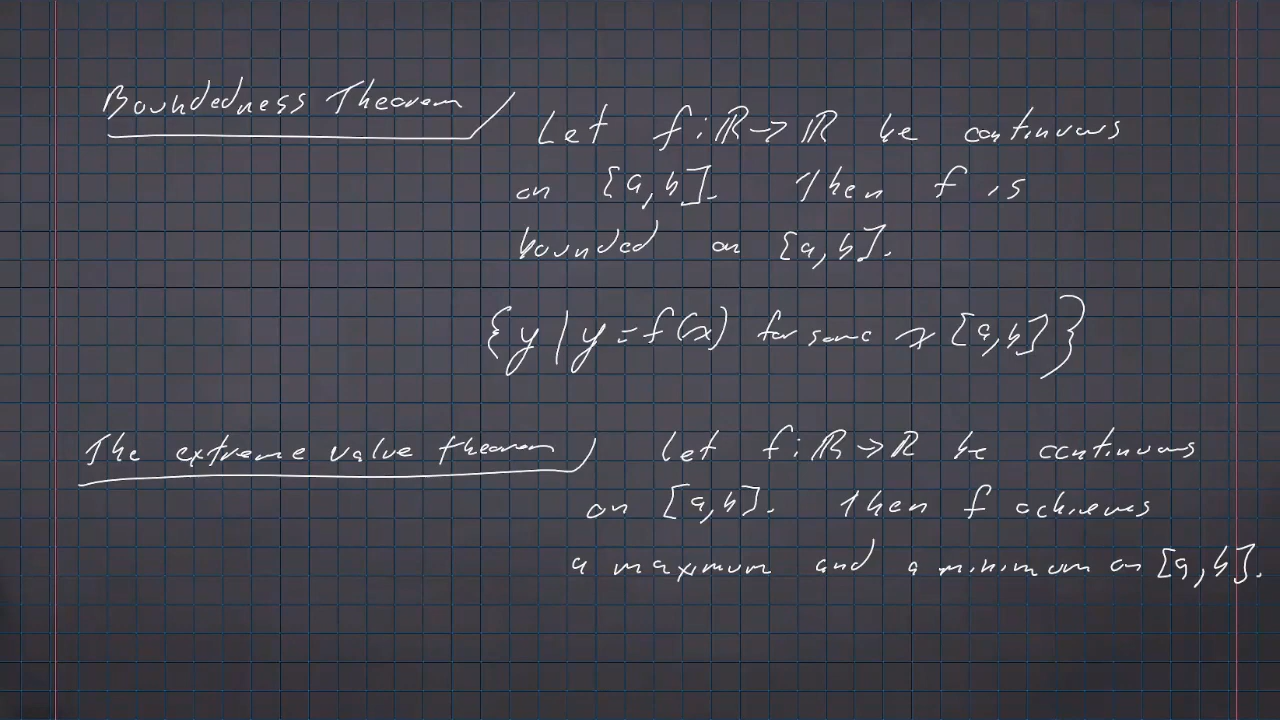 Boundedness Theorem
Let f: ℝ → ℝ be continuous
on [a,b]. Then f is
bounded on [a,b].
{y | y = f(x) for some x [a,b]}
The extreme value theorem
Let f: ℝ → ℝ be continuous
on [a,b]. Then f achieves
a maximum and a minimum on [a,b].